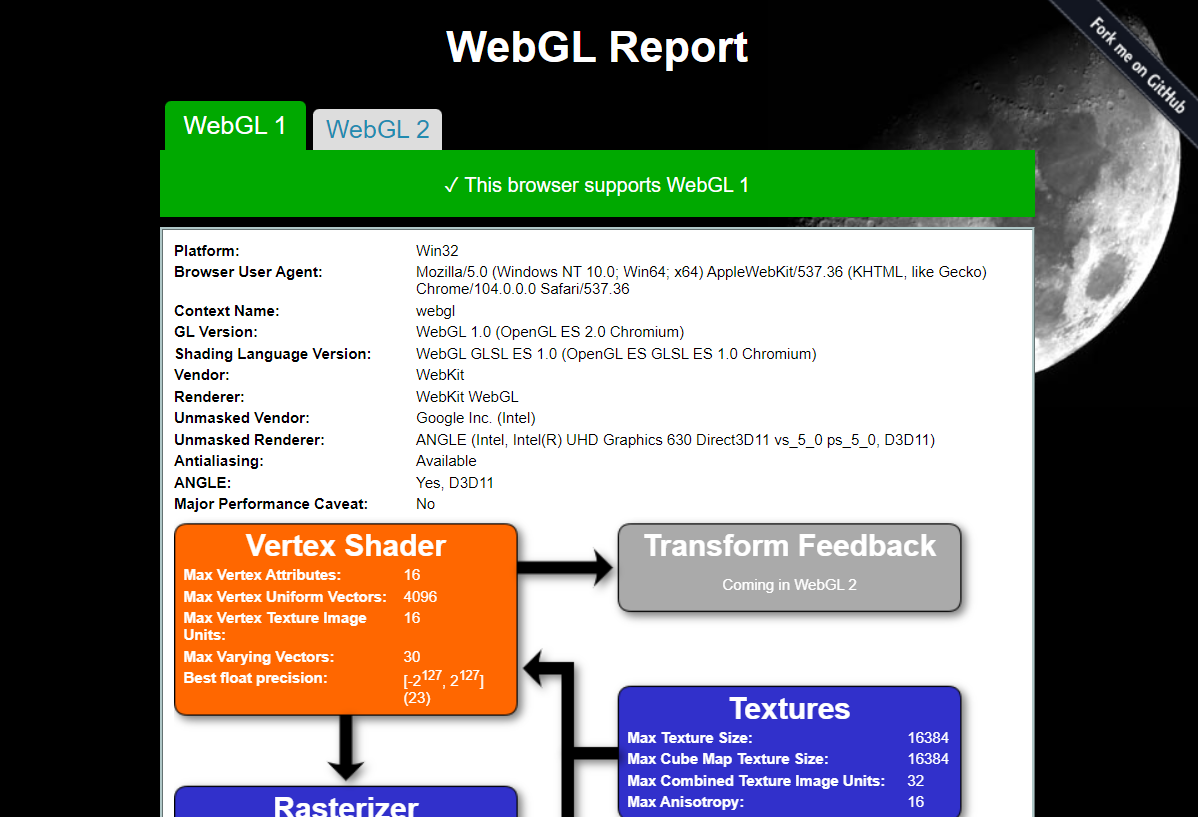 WebGL Report
Fork me on GitHub
WebGL 1
WebGL 2
✓ This browser supports WebGL 1
Platform: Win32
Browser User Agent: Mozilla/5.0 (Windows NT 10.0; Win64; x64) AppleWebKit/537.36 (KHTML, like Gecko)
Chrome/104.0.0.0 Safari/537.36
Context Name: webgl
GL Version: WebGL 1.0 (OpenGL ES 2.0 Chromium)
Shading Language Version: WebGL GLSL ES 1.0 (OpenGL ES GLSL ES 1.0 Chromium)
Vendor: WebKit
Renderer: WebKit WebGL
Unmasked Vendor: Google Inc. (Intel)
Unmasked Renderer: ANGLE (Intel, Intel(R) UHD Graphics 630 Direct3D11 vs_5_0 ps_5_0, D3D11)
Antialiasing: Available
ANGLE: Yes, D3D11
Major Performance Caveat: No
Vertex Shader
Max Vertex Attributes: 16
Max Vertex Uniform Vectors: 4096
Max Vertex Texture Image 16
Units:
Max Varying Vectors: 30
Best float precision: [-2^127, 2^127]
(23)
Transform Feedback
Coming in WebGL 2
Textures
Max Texture Size: 16384
Max Cube Map Texture Size: 16384
Max Combined Texture Image Units: 32
Max Anisotropy: 16
Rasterizer